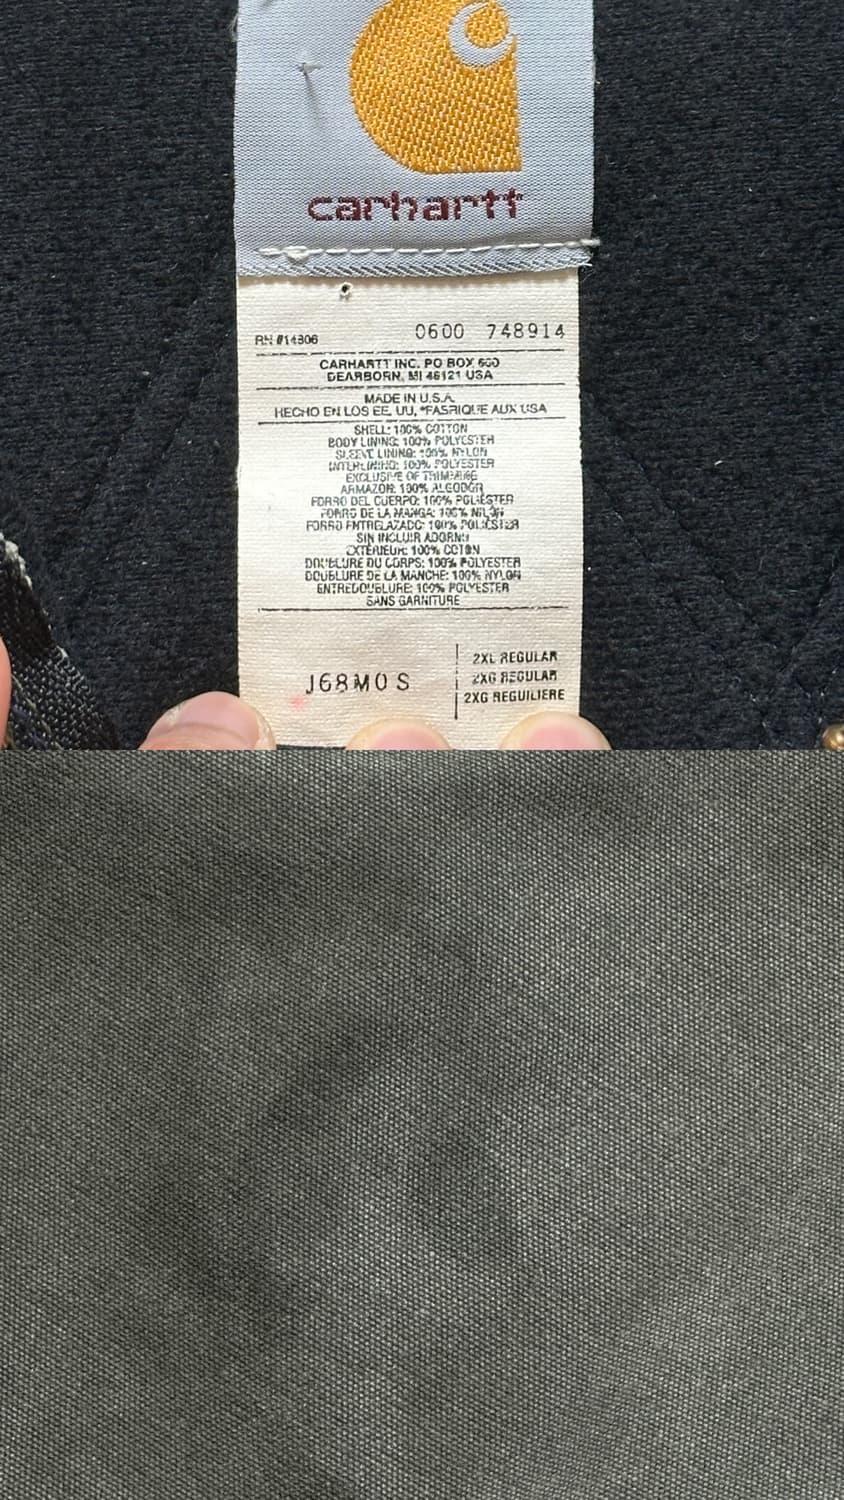 carhartt
RN #14806 0600 748914
CARHARTT INC. PO BOX 600
DEARBORN, MI 48121 USA
MADE IN U.S.A.
HECHO EN LOS EE. UU, *FABRIQUE AUX USA
SHELL: 100% COTTON
BODY LINING: 100% POLYESTER
SLEEVE LINING: 100% NYLON
INTERLINING: 100% POLYESTER
EXCLUSIVE OF TRIMMING
ARMAZON: 100% ALGODON
FORRO DEL CUERPO: 100% POLIESTER
FORRO DE LA MANGA: 100% NILON
FORRO ENTRELAZADO: 100% POLIESTER
SIN INCLUIR ADORNO
EXTERIEUR: 100% COTON
DOUBLURE DU CORPS: 100% POLYESTER
DOUBLURE DE LA MANCHE: 100% NYLON
ENTREDOUBLURE: 100% POLYESTER
SANS GARNITURE
J68MOS
2XL REGULAR
2XG REGULAR
2XG REGULIERE